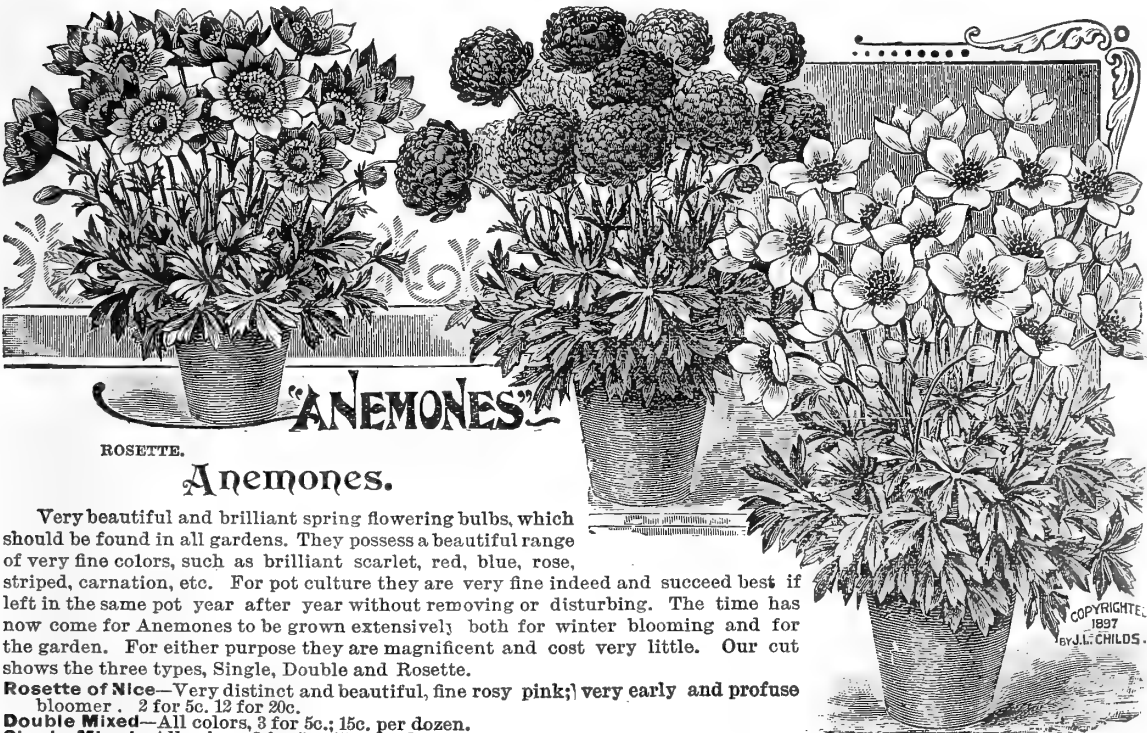 "ANEMONES"
ROSETTE.
Anemones.
Very beautiful and brilliant spring flowering bulbs, which
should be found in all gardens. They possess a beautiful range
of very fine colors, such as brilliant scarlet, red, blue, rose,
striped, carnation, etc. For pot culture they are very fine indeed and succeed best if
left in the same pot year after year without removing or disturbing. The time has
now come for Anemones to be grown extensively both for winter blooming and for
the garden. For either purpose they are magnificent and cost very little. Our cut
shows the three types, Single, Double and Rosette.
Rosette of Nice—Very distinct and beautiful, fine rosy pink; very early and profuse
bloomer. 2 for 5c. 12 for 20c.
Double Mixed—All colors, 3 for 5c.; 15c. per dozen.
COPYRIGHTE
1897
BY J.L. CHILDS.